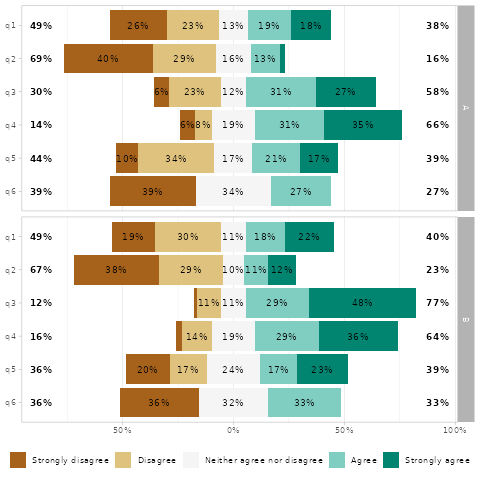 q1 49% 26% 23% 13% 19% 18% 38%
q2 69% 40% 29% 16% 13% 16%
q3 30% 6% 23% 12% 31% 27% 58%
q4 14% 6% 8% 19% 31% 35% 66%
q5 44% 10% 34% 17% 21% 17% 39%
q6 39% 39% 34% 27% 27%
A
q1 49% 19% 30% 11% 18% 22% 40%
q2 67% 38% 29% 10% 11% 12% 23%
q3 12% 11% 11% 29% 48% 77%
q4 16% 14% 19% 29% 36% 64%
q5 36% 20% 17% 24% 17% 23% 39%
q6 36% 36% 32% 33% 33%
B
50% 0% 50% 100%
Strongly disagree Disagree Neither agree nor disagree Agree Strongly agree